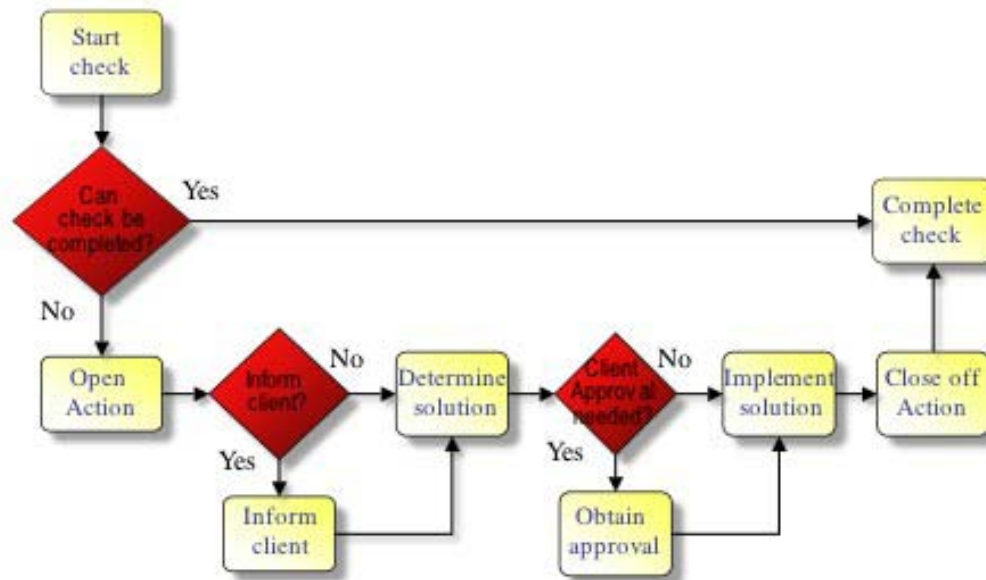 Start
check
Can
check be
completed?
Yes
No
Complete
check
Open
Action
Inform
client?
No
Yes
Determine
solution
Client
Approval
needed?
No
Yes
Implement
solution
Close off
Action
Inform
client
Obtain
approval